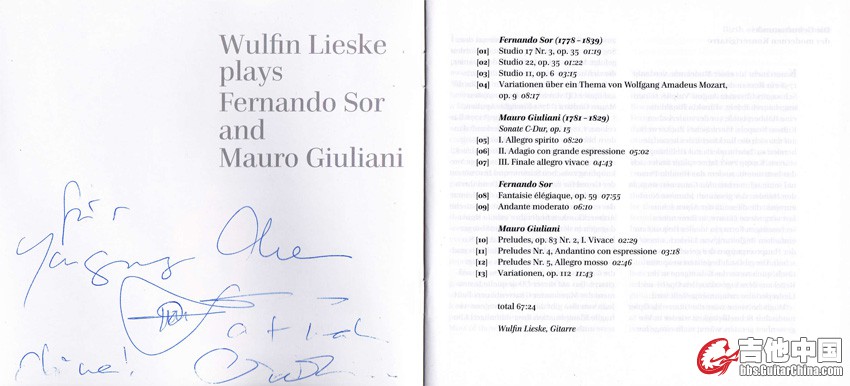 Wulfin Lieske
plays
Fernando Sor
and
Mauro Giuliani
für
Fernando Sor (1778 – 1839)
[01] Studio 17 Nr. 3, op. 35 01:19
[02] Studio 22, op. 35 01:22
[03] Studio 11, op. 6 03:15
[04] Variationen über ein Thema von Wolfgang Amadeus Mozart,
op. 9 08:17
Mauro Giuliani (1781 – 1829)
Sonate C-Dur, op. 15
[05] I. Allegro spirito 08:20
[06] II. Adagio con grande espressione 05:02
[07] III. Finale allegro vivace 04:43
Fernando Sor
[08] Fantaisie élégiaque, op. 59 07:55
[09] Andante moderato 06:10
Mauro Giuliani
[10] Preludes, op. 83 Nr. 2, I. Vivace 02:29
[11] Preludes Nr. 4, Andantino con espressione 03:18
[12] Preludes Nr. 5, Allegro mosso 02:46
[13] Variationen, op. 112 11:43
total 67:24
Wulfin Lieske, Gitarre
吉他中国
bbs.GuitarChina.com